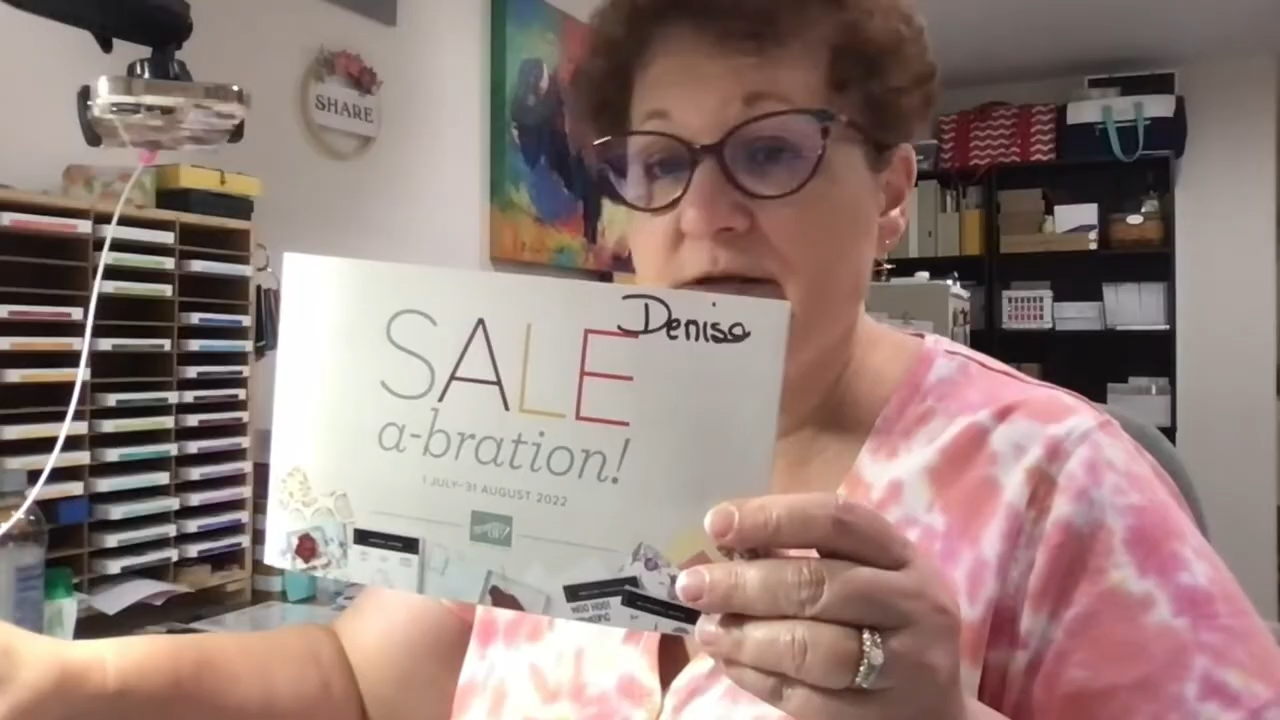 SHARE
Denise
SALE
a-bration!
1 JULY–31 AUGUST 2022